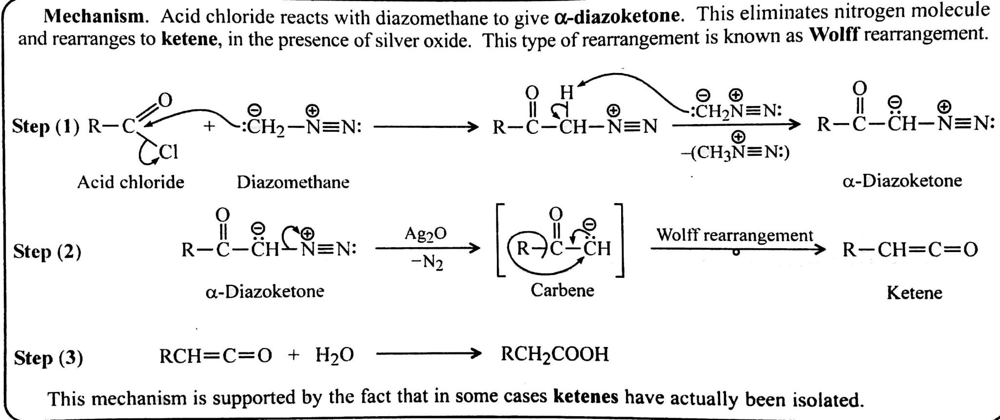 Mechanism. Acid chloride reacts with diazomethane to give α-diazoketone. This eliminates nitrogen molecule
and rearranges to ketene, in the presence of silver oxide. This type of rearrangement is known as Wolff rearrangement.
Step (1) R—C(=O)Cl + ⊖:CH₂—N⊕≡N: ⟶ R—C(=O)—CH(H)—N⊕≡N ⟶ R—C(=O)—C̈H⊖—N⊕≡N:
⊖:CH₂N⊕≡N:
–(CH₃N⊕≡N:)
Acid chloride Diazomethane α-Diazoketone
Step (2) R—C(=O)—C̈H⊖—N⊕≡N: ⟶ [R—C(=O)—C̈H⊖] ⟶ R—CH=C=O
Ag₂O
–N₂
Wolff rearrangement
α-Diazoketone Carbene Ketene
Step (3) RCH=C=O + H₂O ⟶ RCH₂COOH
This mechanism is supported by the fact that in some cases ketenes have actually been isolated.